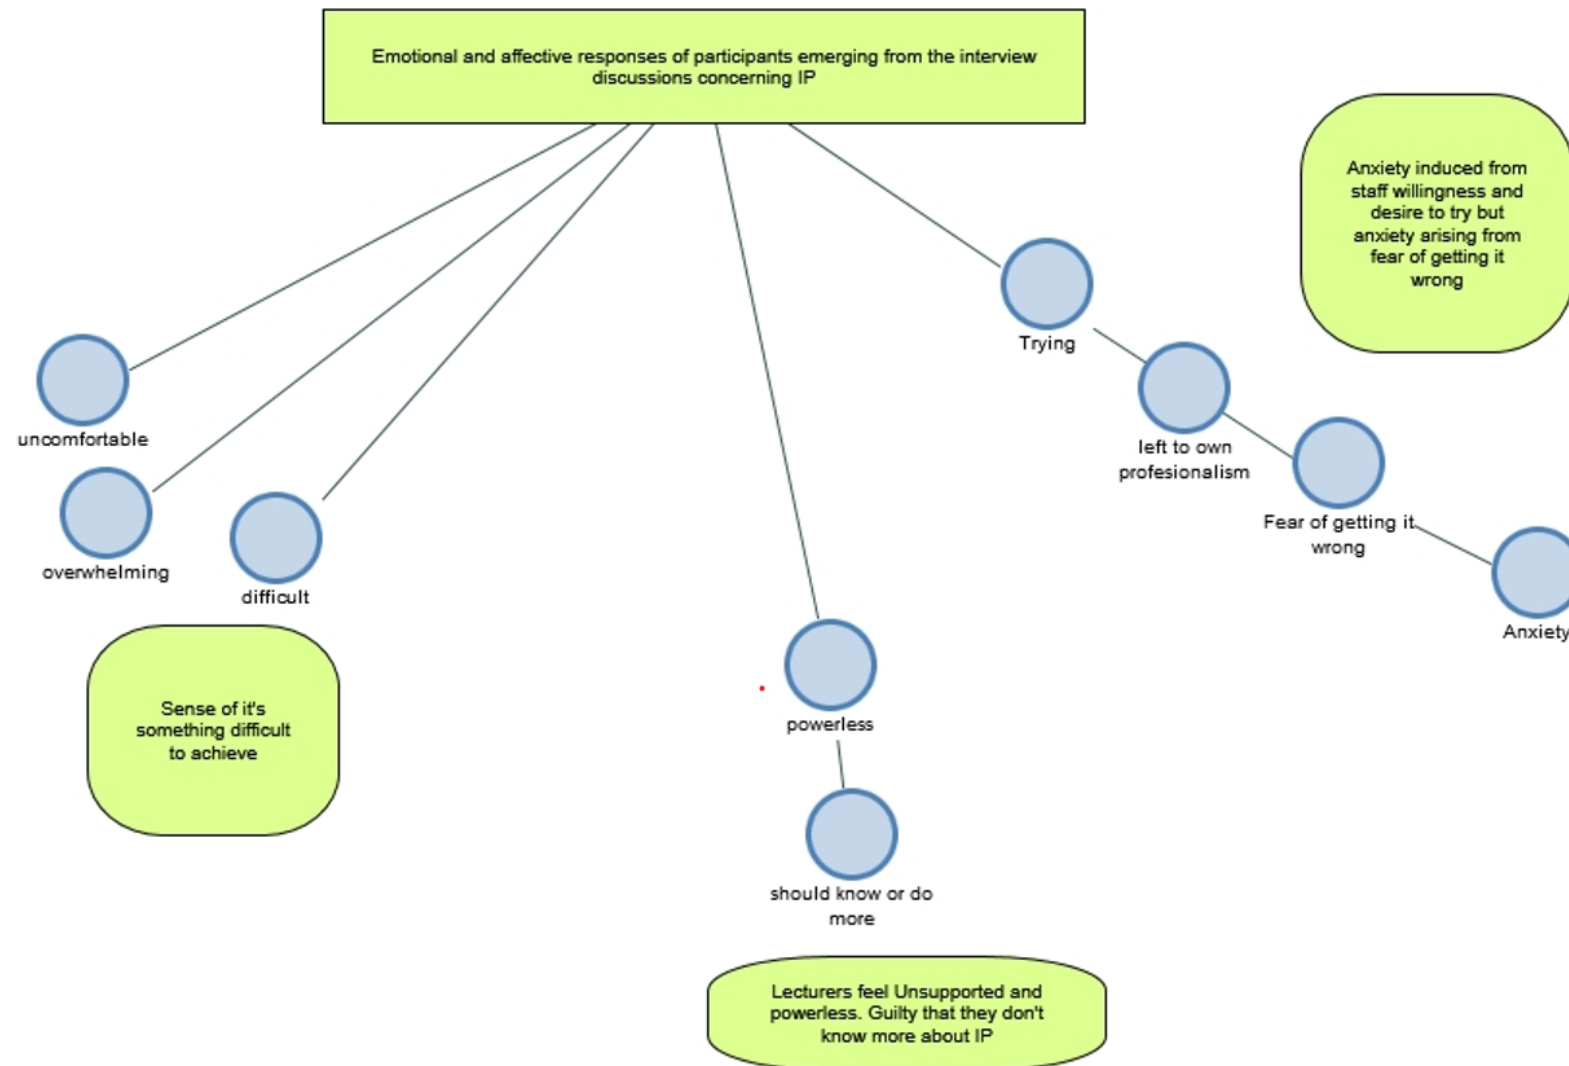 Emotional and affective responses of participants emerging from the interview
discussions concerning IP
Anxiety induced from
staff willingness and
desire to try but
anxiety arising from
fear of getting it
wrong
Trying
left to own
profesionalism
Fear of getting it
wrong
Anxiety
uncomfortable
overwhelming
difficult
Sense of it's
something difficult
to achieve
powerless
should know or do
more
Lecturers feel Unsupported and
powerless. Guilty that they don't
know more about IP